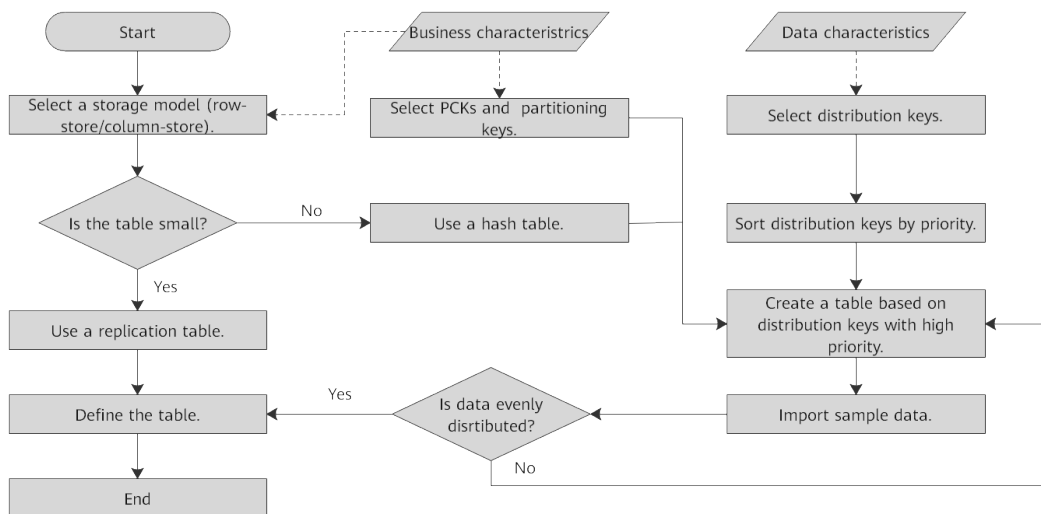 Start
Business characteristrics
Data characteristics
Select a storage model (row-
store/column-store).
Select PCKs and partitioning
keys.
Select distribution keys.
Is the table small?
No
Use a hash table.
Sort distribution keys by priority.
Yes
Use a replication table.
Create a table based on
distribution keys with high
priority.
Define the table.
Yes
Is data evenly
disrtibuted?
Import sample data.
No
End